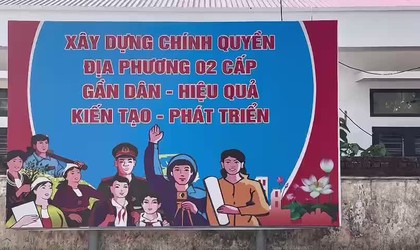 XÂY DỰNG CHÍNH QUYỀN
ĐỊA PHƯƠNG 02 CẤP
GẦN DÂN - HIỆU QUẢ
KIẾN TẠO - PHÁT TRIỂN